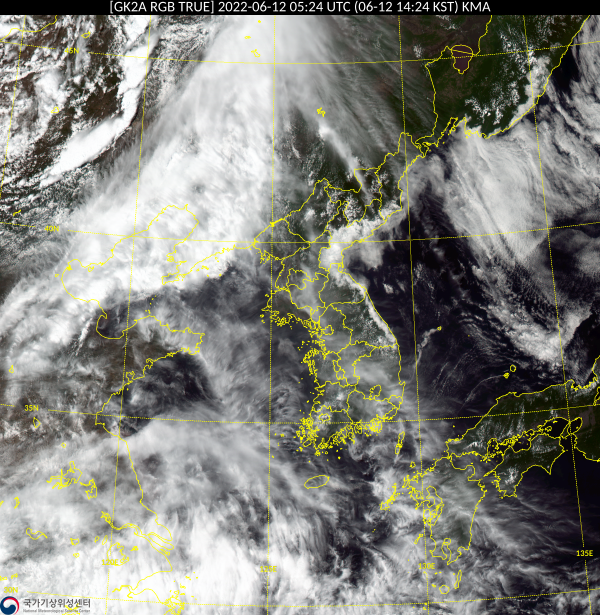 [GK2A RGB TRUE] 2022-06-12 05:24 UTC (06-12 14:24 KST) KMA
35N
135E
130E
국가기상위성센터
National Meteorological Satellite Center